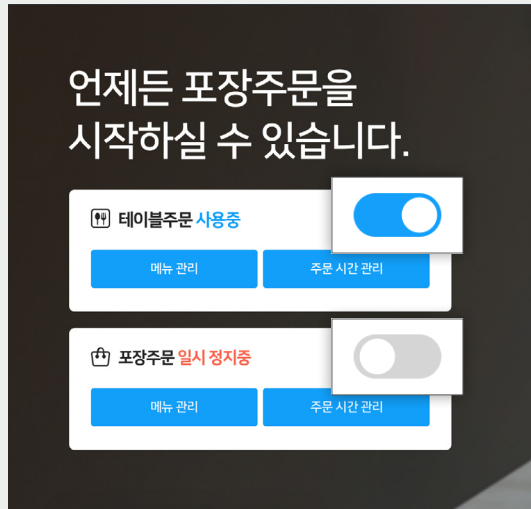 언제든 포장주문을
시작하실 수 있습니다.
테이블주문 사용중
메뉴 관리
주문 시간 관리
포장주문 일시 정지중
메뉴 관리
주문 시간 관리